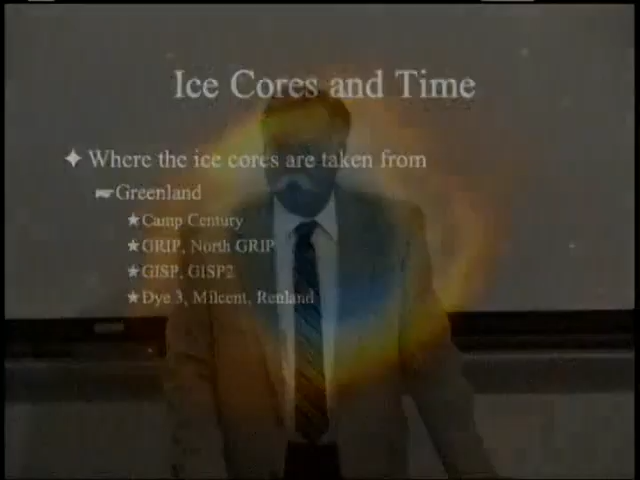 Ice Cores and Time
Where the ice cores are taken from
Greenland
Camp Century
GRIP, North GRIP
GISP, GISP2
Dye 3, Milcent, Renland